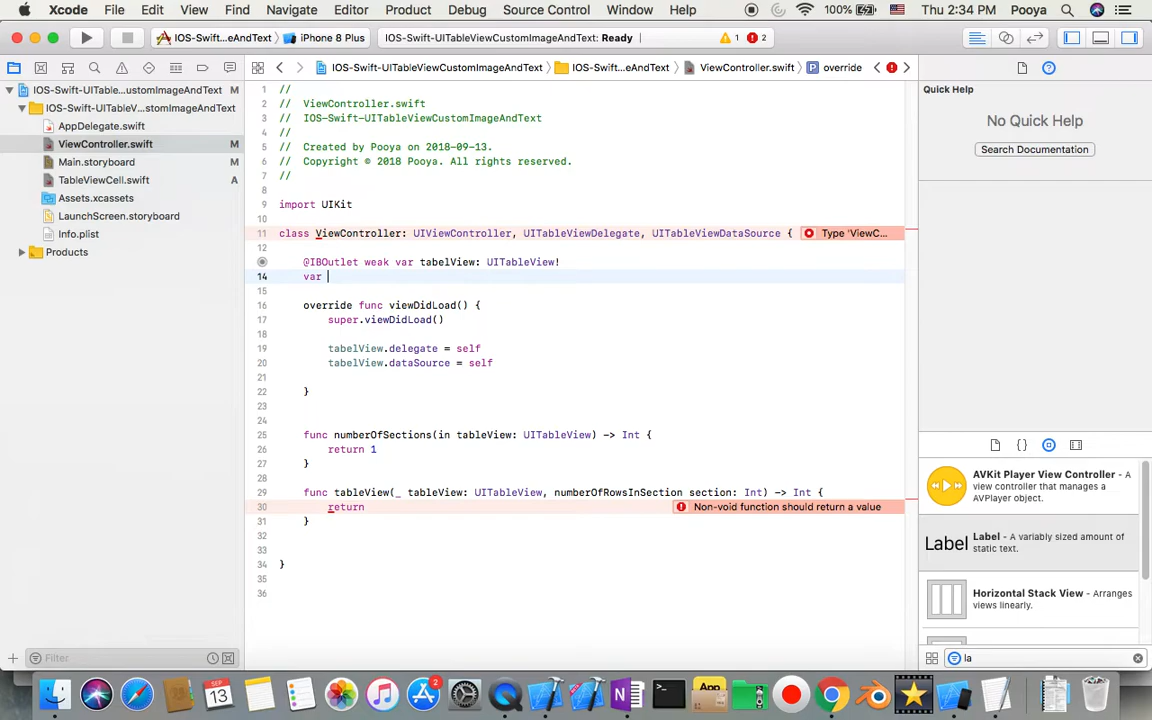 Xcode File Edit View Find Navigate Editor Product Debug Source Control Window Help 100% Thu 2:34 PM Pooya
IOS-Swift...eAndText iPhone 8 Plus IOS-Swift-UITableViewCustomImageAndText: Ready 1 2
IOS-Swift-UITableViewCustomImageAndText IOS-Swift...eAndText ViewController.swift override
IOS-Swift-UITable...ustomImageAndText M
IOS-Swift-UITableV...stomImageAndText
AppDelegate.swift
ViewController.swift M
Main.storyboard M
TableViewCell.swift A
Assets.xcassets
LaunchScreen.storyboard
Info.plist
Products
Filter
1 //
2 // ViewController.swift
3 // IOS-Swift-UITableViewCustomImageAndText
4 //
5 // Created by Pooya on 2018-09-13.
6 // Copyright © 2018 Pooya. All rights reserved.
7 //
8
9 import UIKit
10
11 class ViewController: UIViewController, UITableViewDelegate, UITableViewDataSource { Type 'ViewC...
12
13 @IBOutlet weak var tabelView: UITableView!
14 var
15
16 override func viewDidLoad() {
17 super.viewDidLoad()
18
19 tabelView.delegate = self
20 tabelView.dataSource = self
21
22 }
23
24
25 func numberOfSections(in tableView: UITableView) -> Int {
26 return 1
27 }
28
29 func tableView(_ tableView: UITableView, numberOfRowsInSection section: Int) -> Int {
30 return Non-void function should return a value
31 }
32
33
34 }
35
36
Quick Help
No Quick Help
Search Documentation
{}
AVKit Player View Controller - A
view controller that manages a
AVPlayer object.
Label
Label - A variably sized amount of
static text.
Horizontal Stack View - Arranges
views linearly.
la
SEP
13
2
App